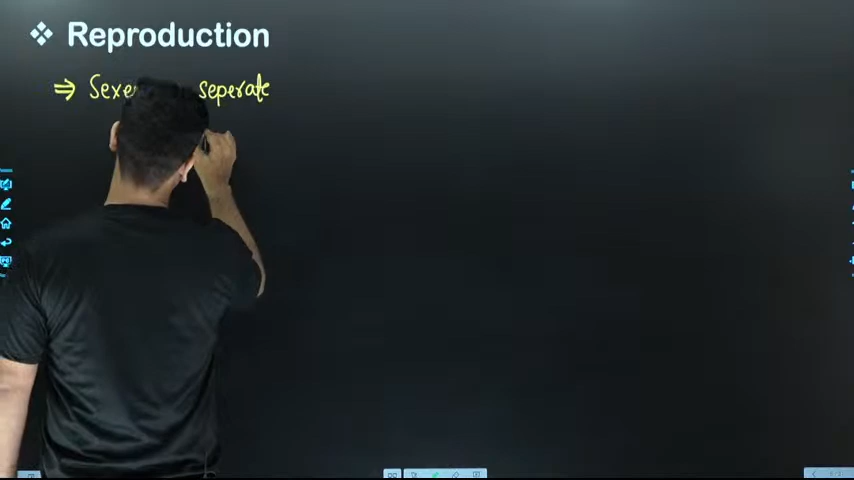 ❖ Reproduction
⇒ Sexe seperate